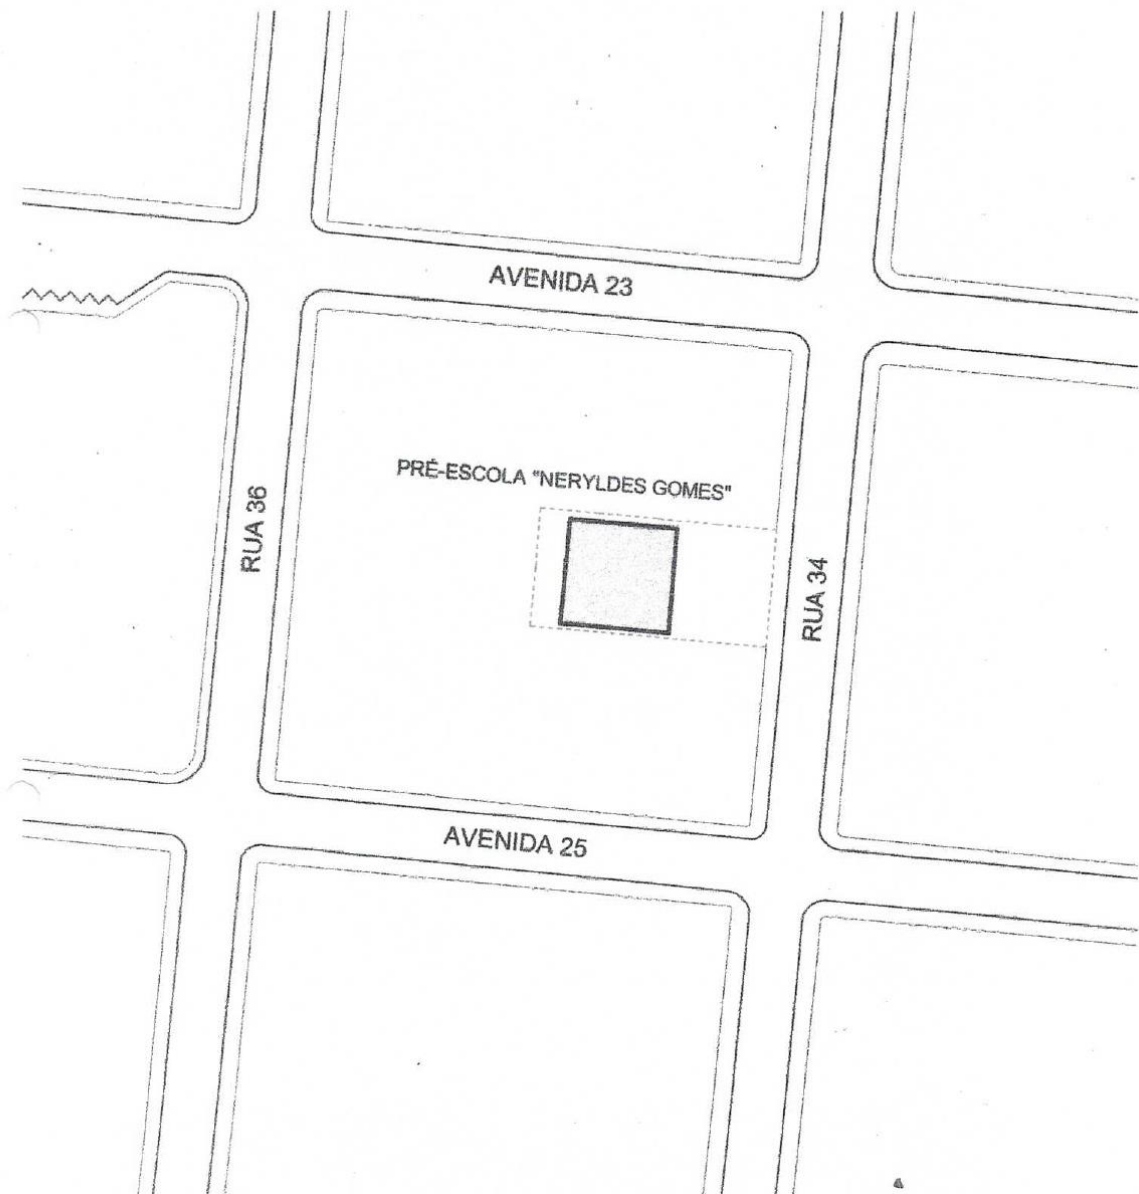 AVENIDA 23
PRÉ-ESCOLA "NERYLDES GOMES"
RUA 36
RUA 34
AVENIDA 25